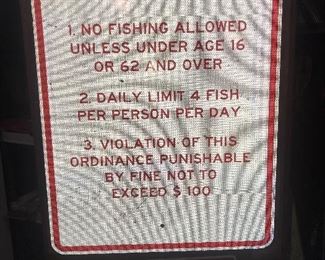 1. NO FISHING ALLOWED
UNLESS UNDER AGE 16
OR 62 AND OVER
2. DAILY LIMIT 4 FISH
PER PERSON PER DAY
3. VIOLATION OF THIS
ORDINANCE PUNISHABLE
BY FINE NOT TO
EXCEED $ 100